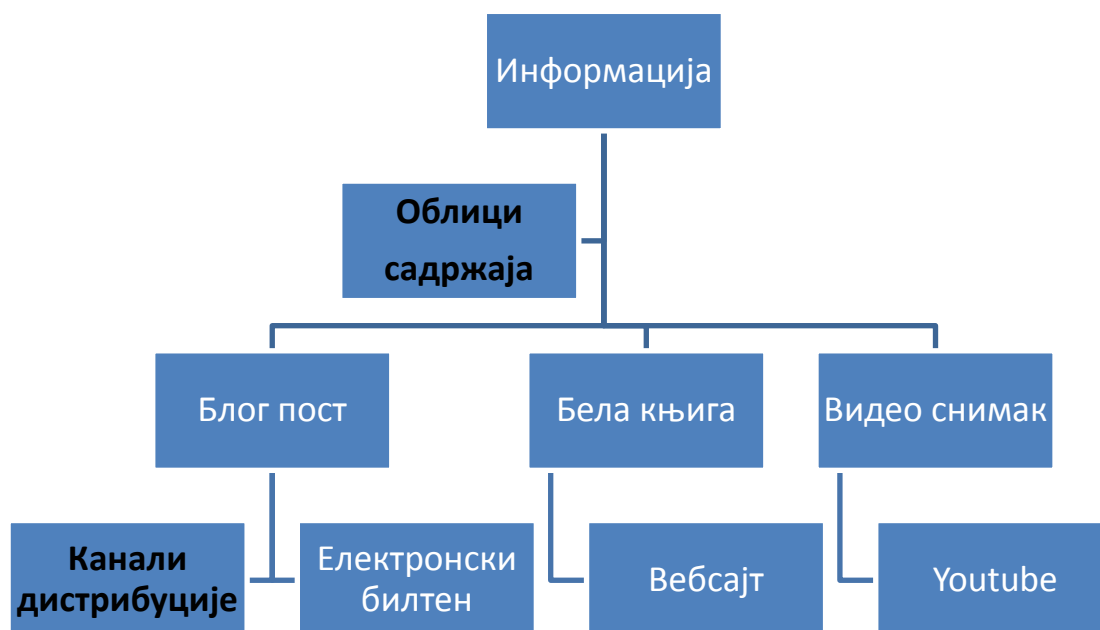 Информација
Облици
садржаја
Блог пост
Бела књига
Видео снимак
Канали
дистрибуције
Електронски
билтен
Вебсајт
Youtube